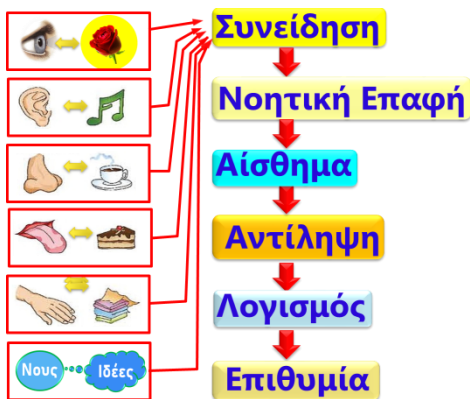 Συνείδηση
Νοητική Επαφή
Αίσθημα
Αντίληψη
Λογισμός
Επιθυμία
Νους
Ιδέες